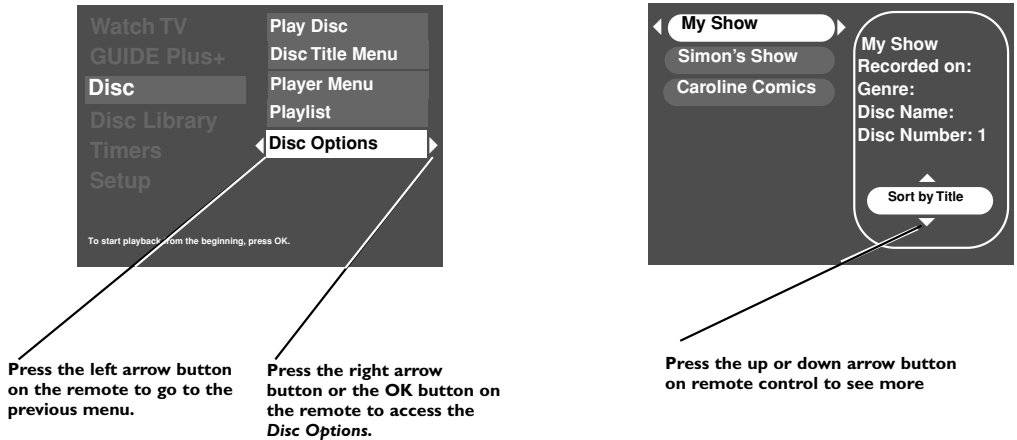 Watch TV
GUIDE Plus+
Disc
Disc Library
Timers
Setup
Play Disc
Disc Title Menu
Player Menu
Playlist
Disc Options
To start playback from the beginning, press OK.
Press the left arrow button
on the remote to go to the
previous menu.
Press the right arrow
button or the OK button on
the remote to access the
Disc Options.
My Show
Simon's Show
Caroline Comics
My Show
Recorded on:
Genre:
Disc Name:
Disc Number: 1
Sort by Title
Press the up or down arrow button
on remote control to see more